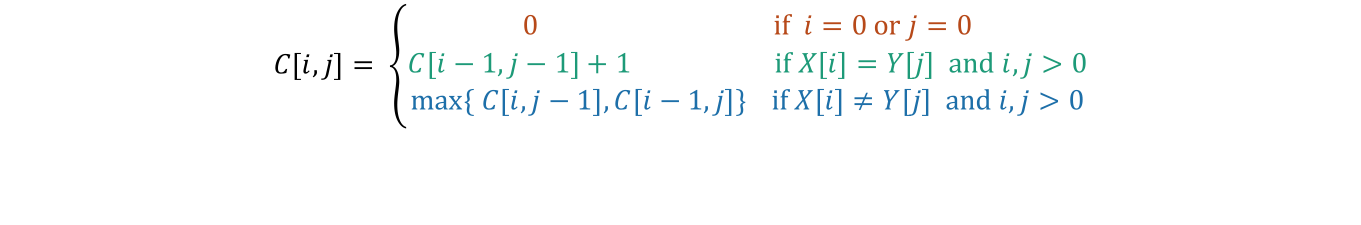 0 if i = 0 or j = 0
C[i, j] = { C[i − 1, j − 1] + 1 if X[i] = Y[j] and i, j > 0
max{ C[i, j − 1], C[i − 1, j]} if X[i] ≠ Y[j] and i, j > 0